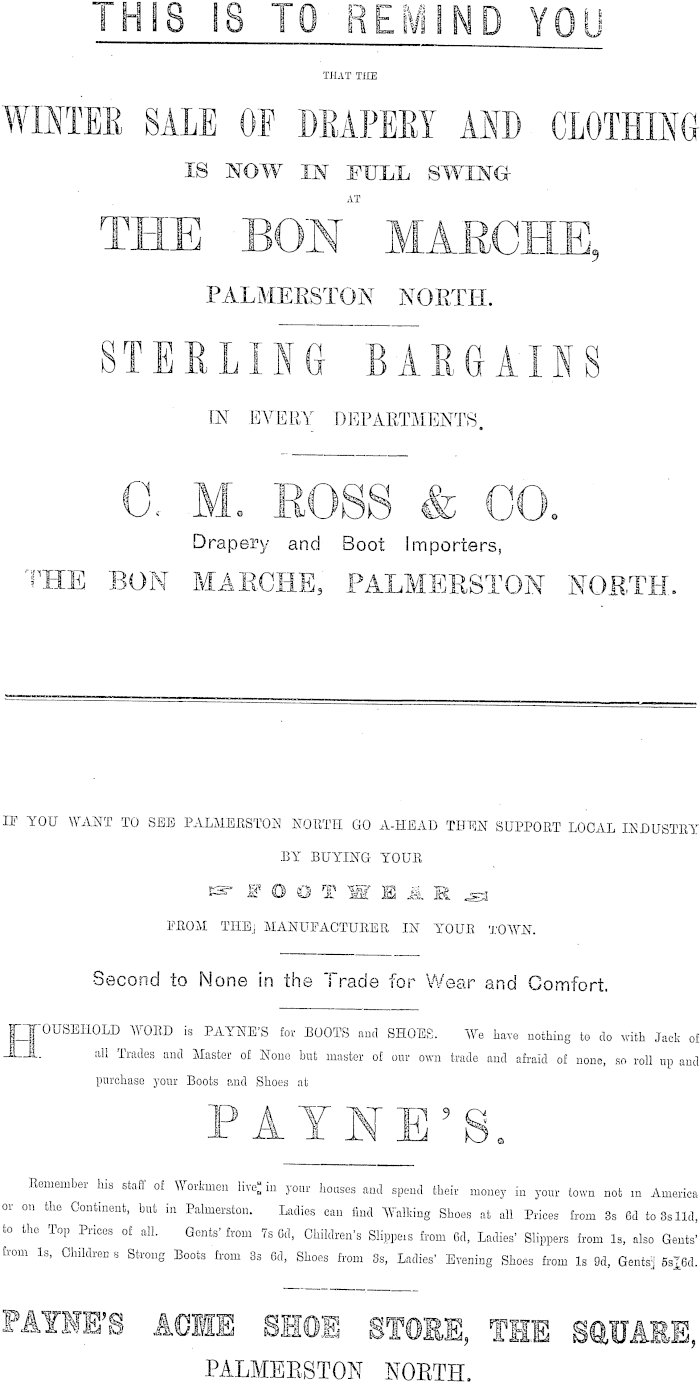 THIS IS TO REMIND YOU
THAT THE
WINTER SALE OF DRAPERY AND CLOTHING
IS NOW IN FULL SWING
AT
THE BON MARCHE,
PALMERSTON NORTH.
STERLING BARGAINS
IN EVERY DEPARTMENTS.
C. M. ROSS & CO.
Drapery and Boot Importers,
THE BON MARCHE, PALMERSTON NORTH.
IF YOU WANT TO SEE PALMERSTON NORTH GO A-HEAD THEN SUPPORT LOCAL INDUSTRY
BY BUYING YOUR
FOOTWEAR
FROM THE MANUFACTURER IN YOUR TOWN.
Second to None in the Trade for Wear and Comfort.
HOUSEHOLD WORD is PAYNE'S for BOOTS and SHOES. We have nothing to do with Jack of
all Trades and Master of None but master of our own trade and afraid of none, so roll up and
purchase your Boots and Shoes at
PAYNE'S.
Remember his staff of Workmen live in your houses and spend their money in your town not in America
or on the Continent, but in Palmerston. Ladies can find Walking Shoes at all Prices from 3s 6d to 3s 11d,
to the Top Prices of all. Gents' from 7s 6d, Children's Slippers from 6d, Ladies' Slippers from 1s, also Gents'
from 1s, Children s Strong Boots from 3s 6d, Shoes from 3s, Ladies' Evening Shoes from 1s 9d, Gents 5s 6d.
PAYNE'S ACME SHOE STORE, THE SQUARE,
PALMERSTON NORTH.